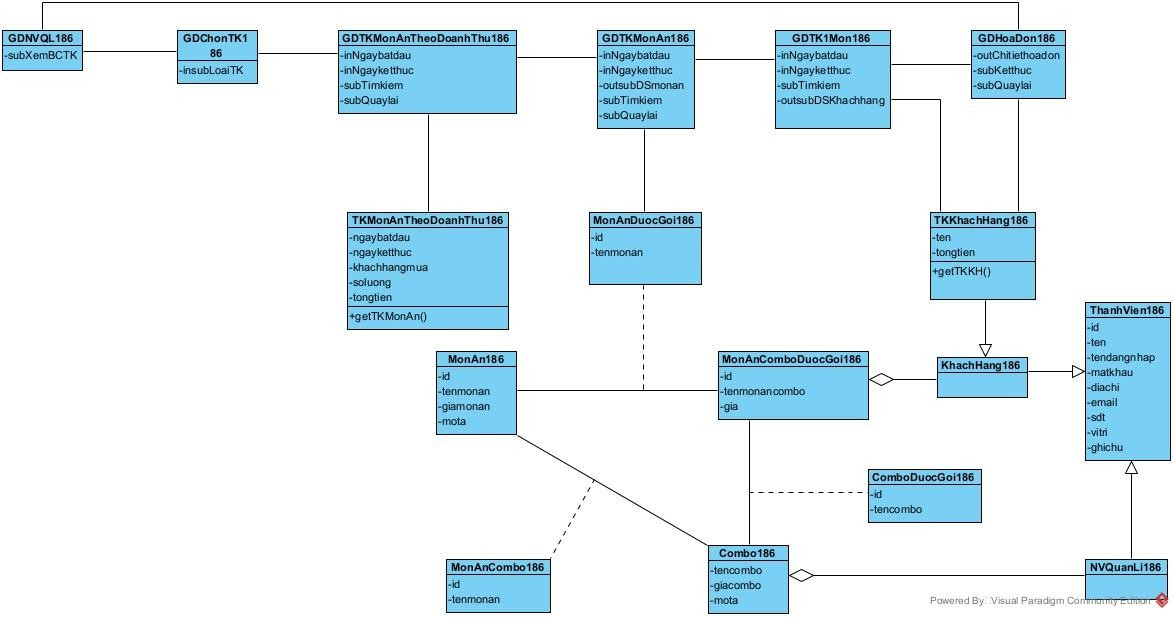 GDNVQL186
-subXemBCTK
GDChonTK1
86
-insubLoaiTK
GDTKMonAnTheoDoanhThu186
-inNgaybatdau
-inNgayketthuc
-subTimkiem
-subQuaylai
GDTKMonAn186
-inNgaybatdau
-inNgayketthuc
-outsubDSmonan
-subTimkiem
-subQuaylai
GDTK1Mon186
-inNgaybatdau
-inNgayketthuc
-subTimkiem
-outsubDSKhachhang
GDHoaDon186
-outChitiethoadon
-subKetthuc
-subQuaylai
TKMonAnTheoDoanhThu186
-ngaybatdau
-ngayketthuc
-khachhangmua
-soluong
-tongtien
+getTKMonAn()
MonAnDuocGoi186
-id
-tenmonan
TKKhachHang186
-ten
-tongtien
+getTKKH()
ThanhVien186
-id
-ten
-tendangnhap
-matkhau
-diachi
-email
-sdt
-vitri
-ghichu
MonAn186
-id
-tenmonan
-giamonan
-mota
MonAnComboDuocGoi186
-id
-tenmonancombo
-gia
KhachHang186
ComboDuocGoi186
-id
-tencombo
MonAnCombo186
-id
-tenmonan
Combo186
-tencombo
-giacombo
-mota
NVQuanLi186
Powered By Visual Paradigm Community Edition